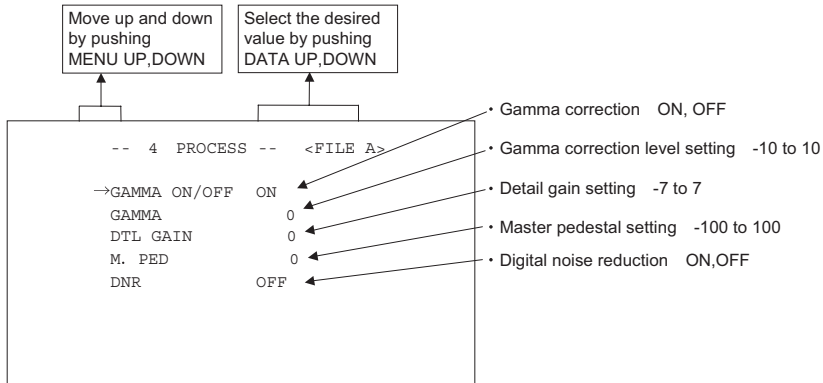 Move up and down
by pushing
MENU UP,DOWN
Select the desired
value by pushing
DATA UP,DOWN
-- 4 PROCESS -- <FILE A>
→GAMMA ON/OFF ON
GAMMA 0
DTL GAIN 0
M. PED 0
DNR OFF
・Gamma correction ON, OFF
・Gamma correction level setting -10 to 10
・Detail gain setting -7 to 7
・Master pedestal setting -100 to 100
・Digital noise reduction ON,OFF